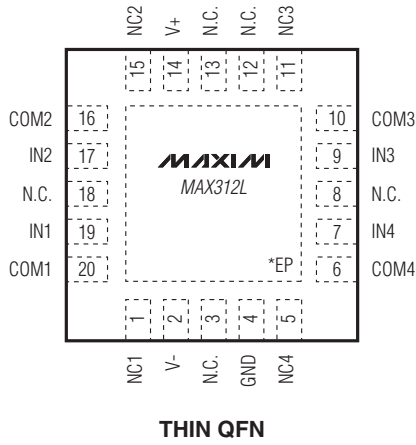 NC2 V+ N.C. N.C. NC3
15 14 13 12 11
COM2 16 10 COM3
IN2 17 MAXIM 9 IN3
N.C. 18 MAX312L 8 N.C.
IN1 19 7 IN4
COM1 20 *EP 6 COM4
1 2 3 4 5
NC1 V- N.C. GND NC4
THIN QFN